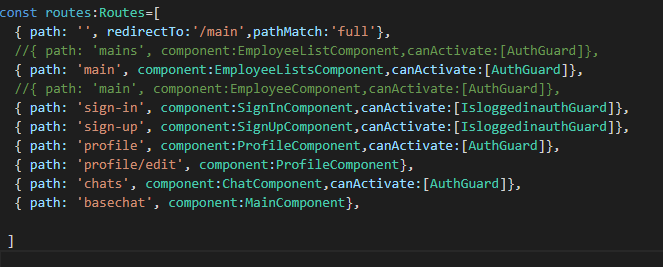 const routes:Routes=[
{ path: '', redirectTo:'/main',pathMatch:'full'},
//{ path: 'mains', component:EmployeeListComponent,canActivate:[AuthGuard]},
{ path: 'main', component:EmployeeListsComponent,canActivate:[AuthGuard]},
//{ path: 'main', component:EmployeeComponent,canActivate:[AuthGuard]},
{ path: 'sign-in', component:SignInComponent,canActivate:[IsloggedinauthGuard]},
{ path: 'sign-up', component:SignUpComponent,canActivate:[IsloggedinauthGuard]},
{ path: 'profile', component:ProfileComponent,canActivate:[AuthGuard]},
{ path: 'profile/edit', component:ProfileComponent},
{ path: 'chats', component:ChatComponent,canActivate:[AuthGuard]},
{ path: 'basechat', component:MainComponent},
]